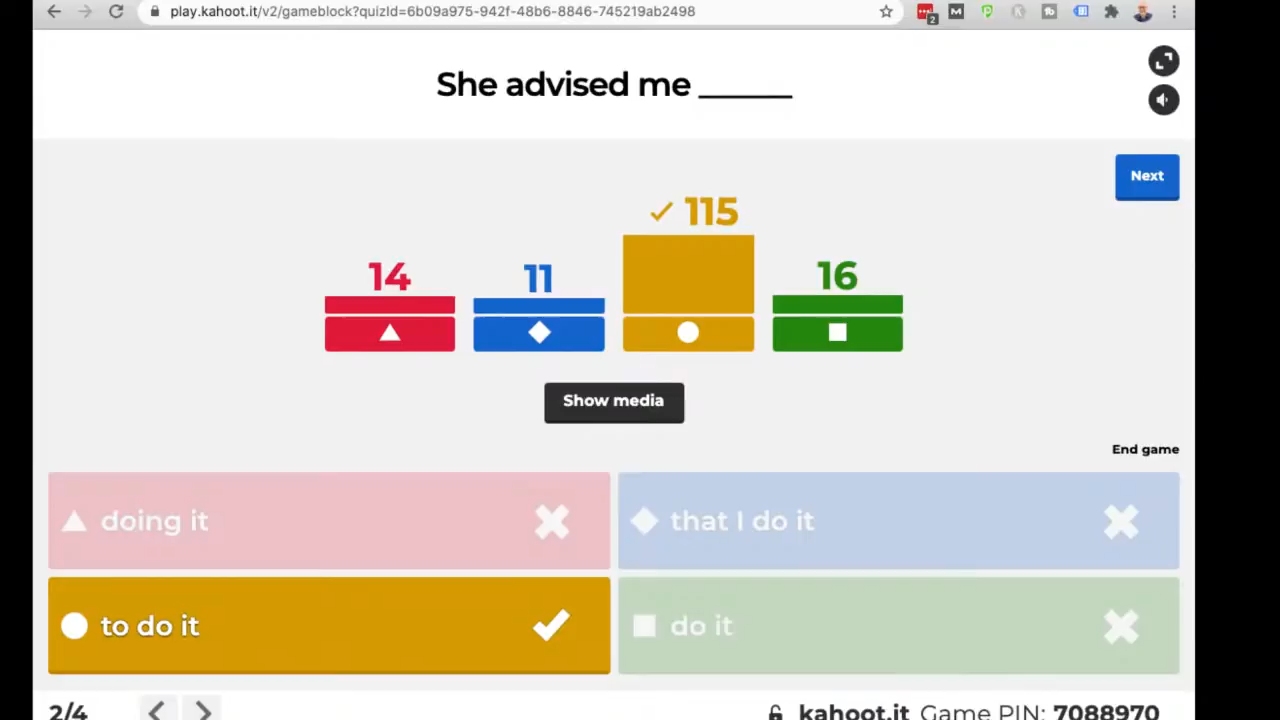 play.kahoot.it/v2/gameblock?quizId=6b09a975-942f-48b6-8846-745219ab2498
2
M
She advised me ______
Next
14
11
115
16
Show media
End game
doing it
that I do it
to do it
do it
2/4
kahoot.it Game PIN: 7088970